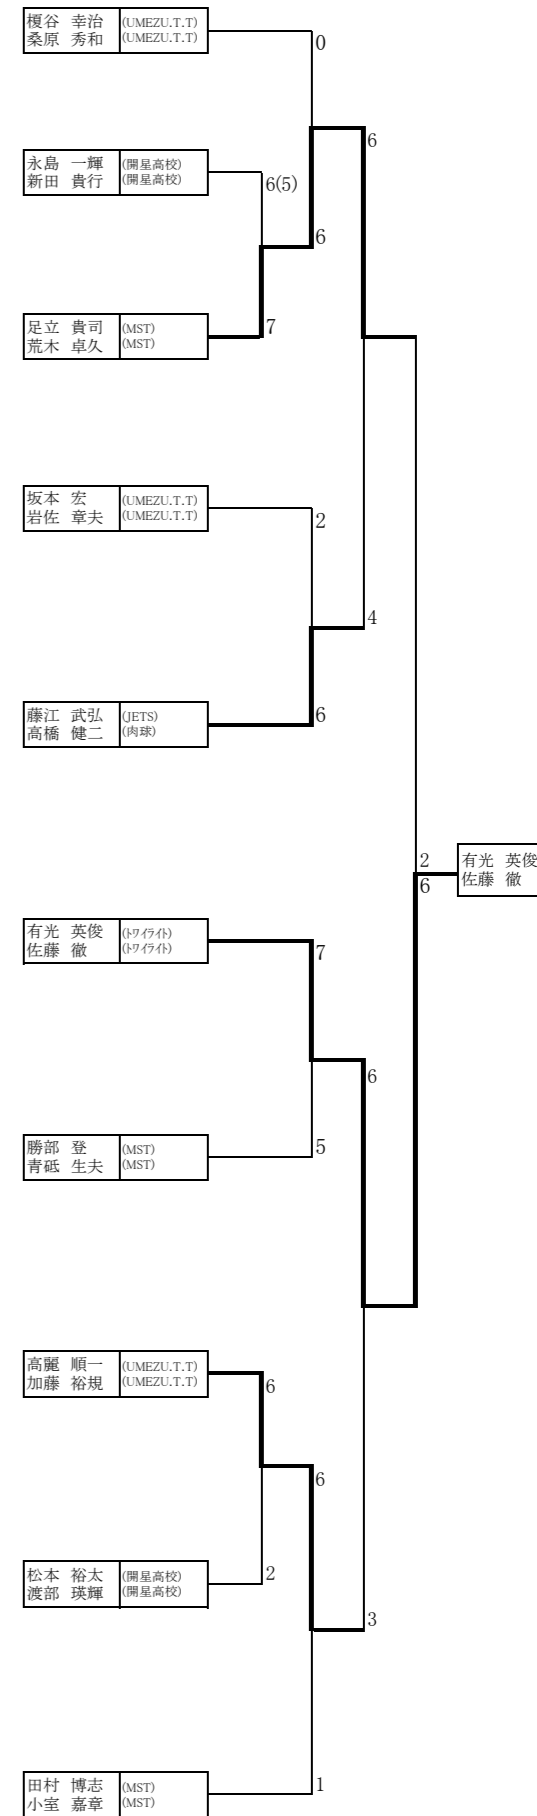 榎谷 幸治 (UMEZU.T.T)
桑原 秀和 (UMEZU.T.T)
0
6
永島 一輝 (開星高校)
新田 貴行 (開星高校)
6(5)
6
足立 貴司 (MST)
荒木 卓久 (MST)
7
坂本 宏 (UMEZU.T.T)
岩佐 章夫 (UMEZU.T.T)
2
4
藤江 武弘 (JETS)
高橋 健二 (肉球)
6
2
有光 英俊
佐藤 徹
6
有光 英俊 (ﾄﾜｲﾗｲﾄ)
佐藤 徹 (ﾄﾜｲﾗｲﾄ)
7
6
勝部 登 (MST)
青砥 生夫 (MST)
5
高麗 順一 (UMEZU.T.T)
加藤 裕規 (UMEZU.T.T)
6
6
松本 裕太 (開星高校)
渡部 瑛輝 (開星高校)
2
3
田村 博志 (MST)
小室 嘉章 (MST)
1